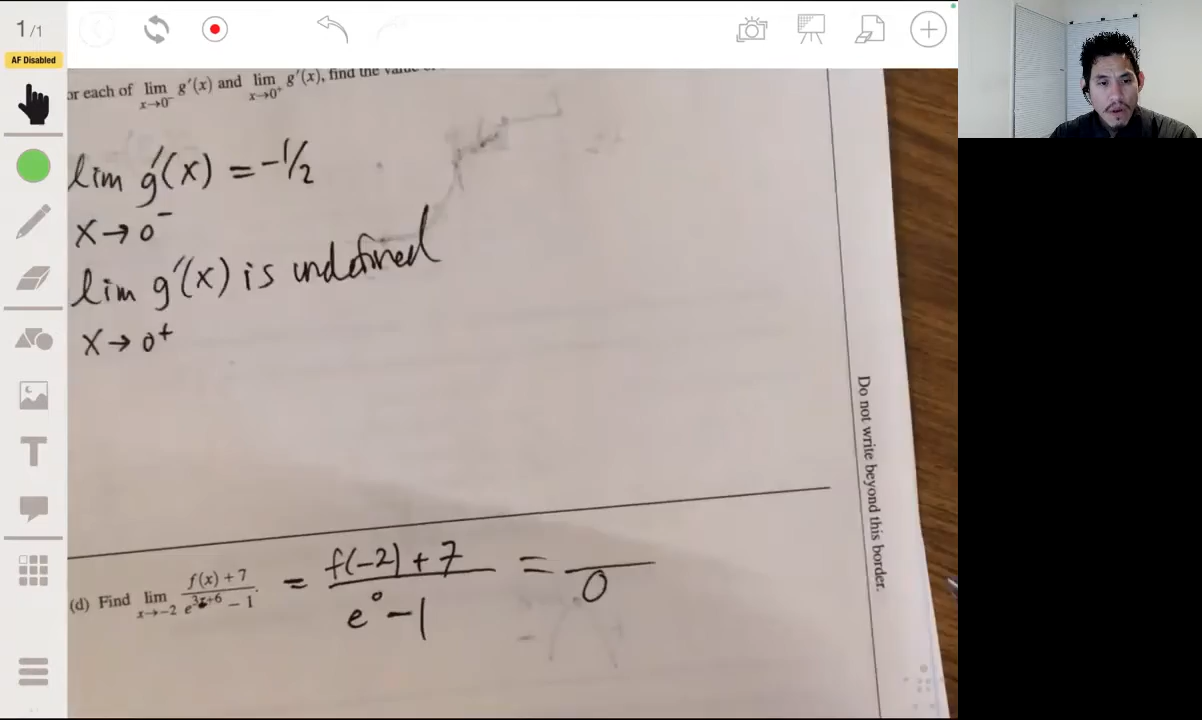 1/1
AF Disabled
or each of lim x→0⁻ g′(x) and lim x→0⁺ g′(x), find the value
lim g′(x) = -1/2
x→0⁻
lim g′(x) is undefined
x→0⁺
(d) Find lim x→-2 (f(x) + 7)/(e^(3x+6) - 1) = (f(-2) + 7)/(e⁰ - 1) = /0
Do not write beyond this border.
T